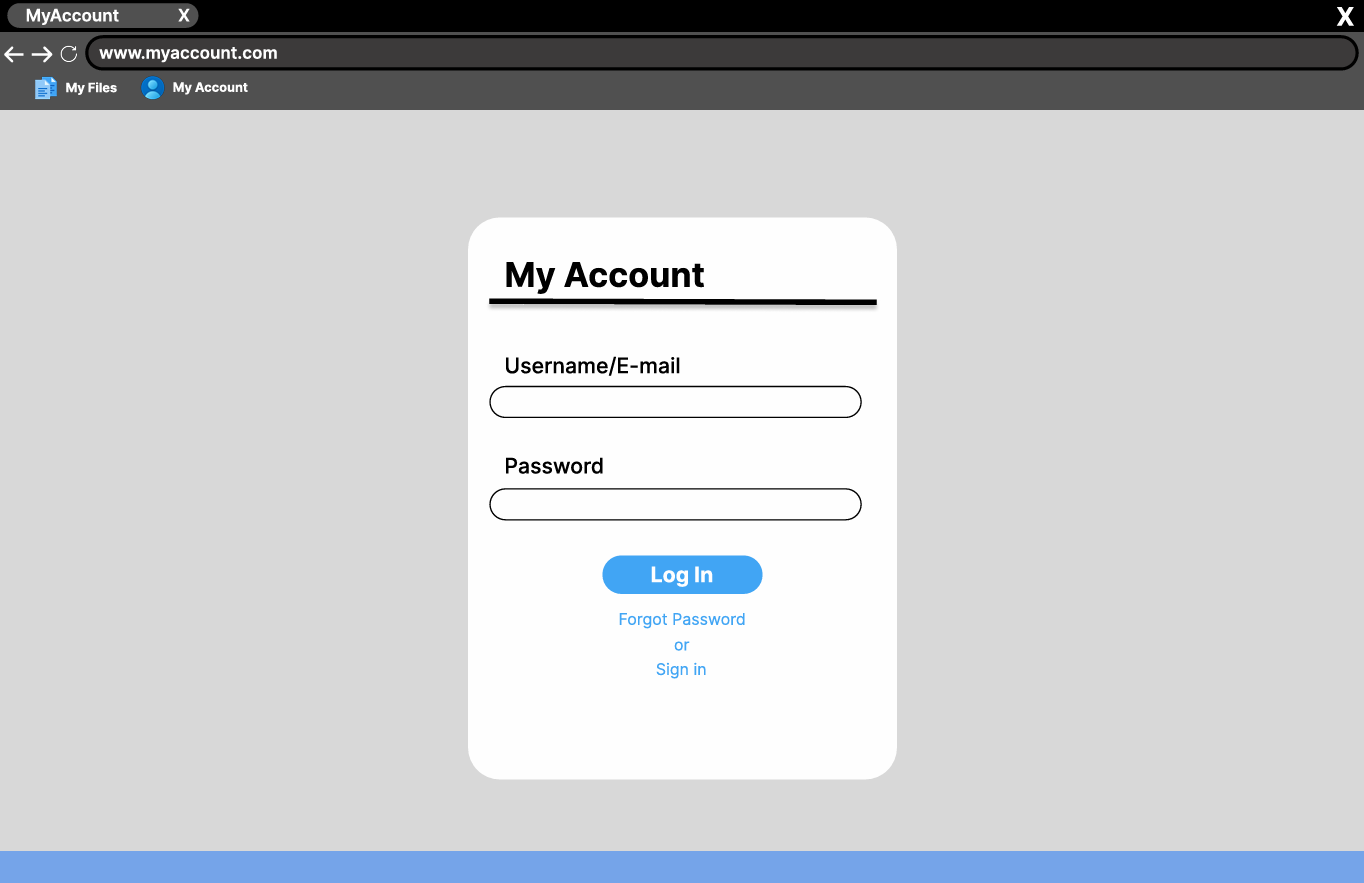 MyAccount X
X
www.myaccount.com
My Files My Account
My Account
Username/E-mail
Password
Log In
Forgot Password
or
Sign in